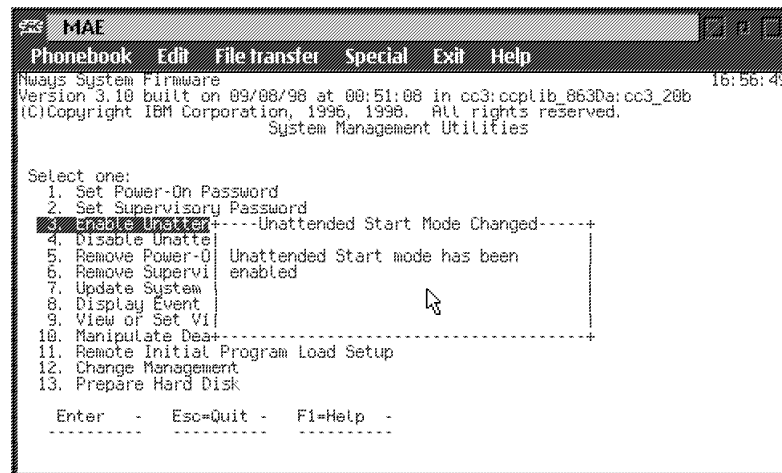 MAE
Phonebook Edit File transfer Special Exit Help
Nways System Firmware 16:56:49
Version 3.10 built on 09/08/98 at 00:51:08 in cc3:ccplib_863Da:cc3_20b
(C)Copyright IBM Corporation, 1996, 1998. All rights reserved.
System Management Utilities
Select one:
1. Set Power-On Password
2. Set Supervisory Password
3. Enable Unatten+----Unattended Start Mode Changed-----+
4. Disable Unatte|
5. Remove Power-O| Unattended Start mode has been
6. Remove Supervi| enabled
7. Update System |
8. Display Event |
9. View or Set Vi|
10. Manipulate Dea+---------------------------------------+
11. Remote Initial Program Load Setup
12. Change Management
13. Prepare Hard Disk
Enter - Esc=Quit - F1=Help -